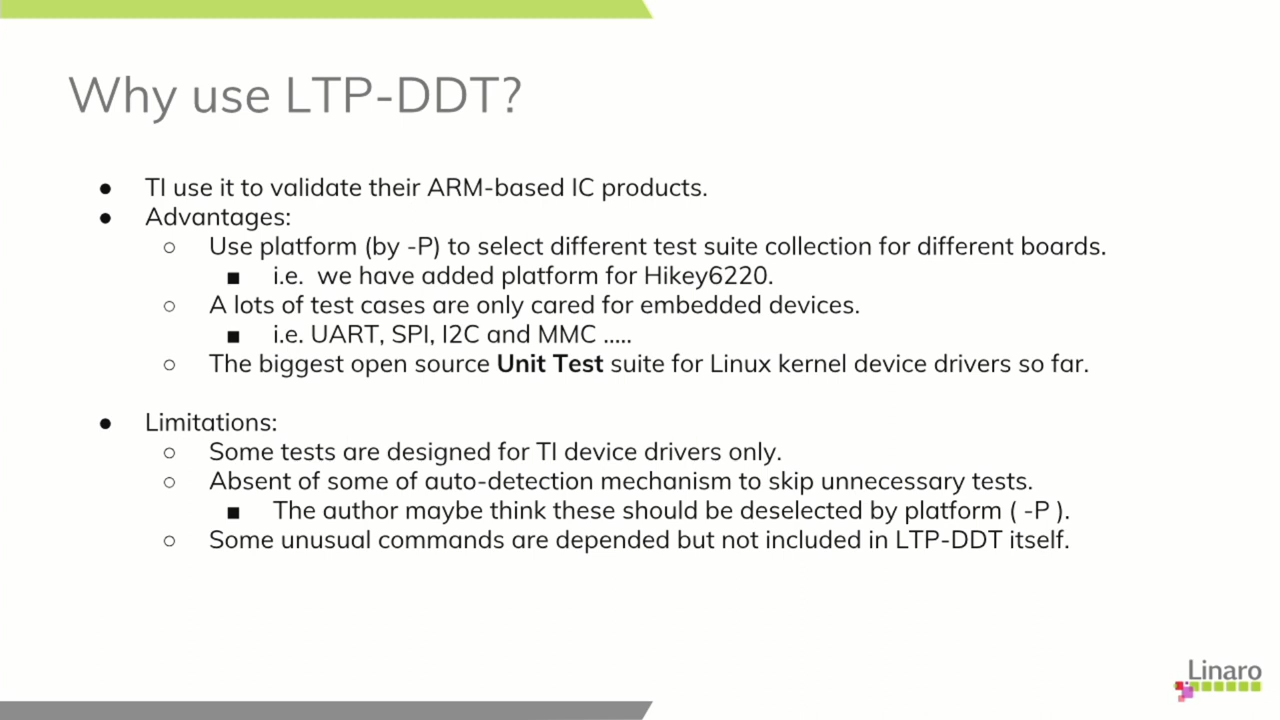 Why use LTP-DDT?
● TI use it to validate their ARM-based IC products.
● Advantages:
○ Use platform (by -P) to select different test suite collection for different boards.
■ i.e.  we have added platform for Hikey6220.
○ A lots of test cases are only cared for embedded devices.
■ i.e. UART, SPI, I2C and MMC .....
○ The biggest open source Unit Test suite for Linux kernel device drivers so far.
● Limitations:
○ Some tests are designed for TI device drivers only.
○ Absent of some of auto-detection mechanism to skip unnecessary tests.
■ The author maybe think these should be deselected by platform ( -P ).
○ Some unusual commands are depended but not included in LTP-DDT itself.
Linaro